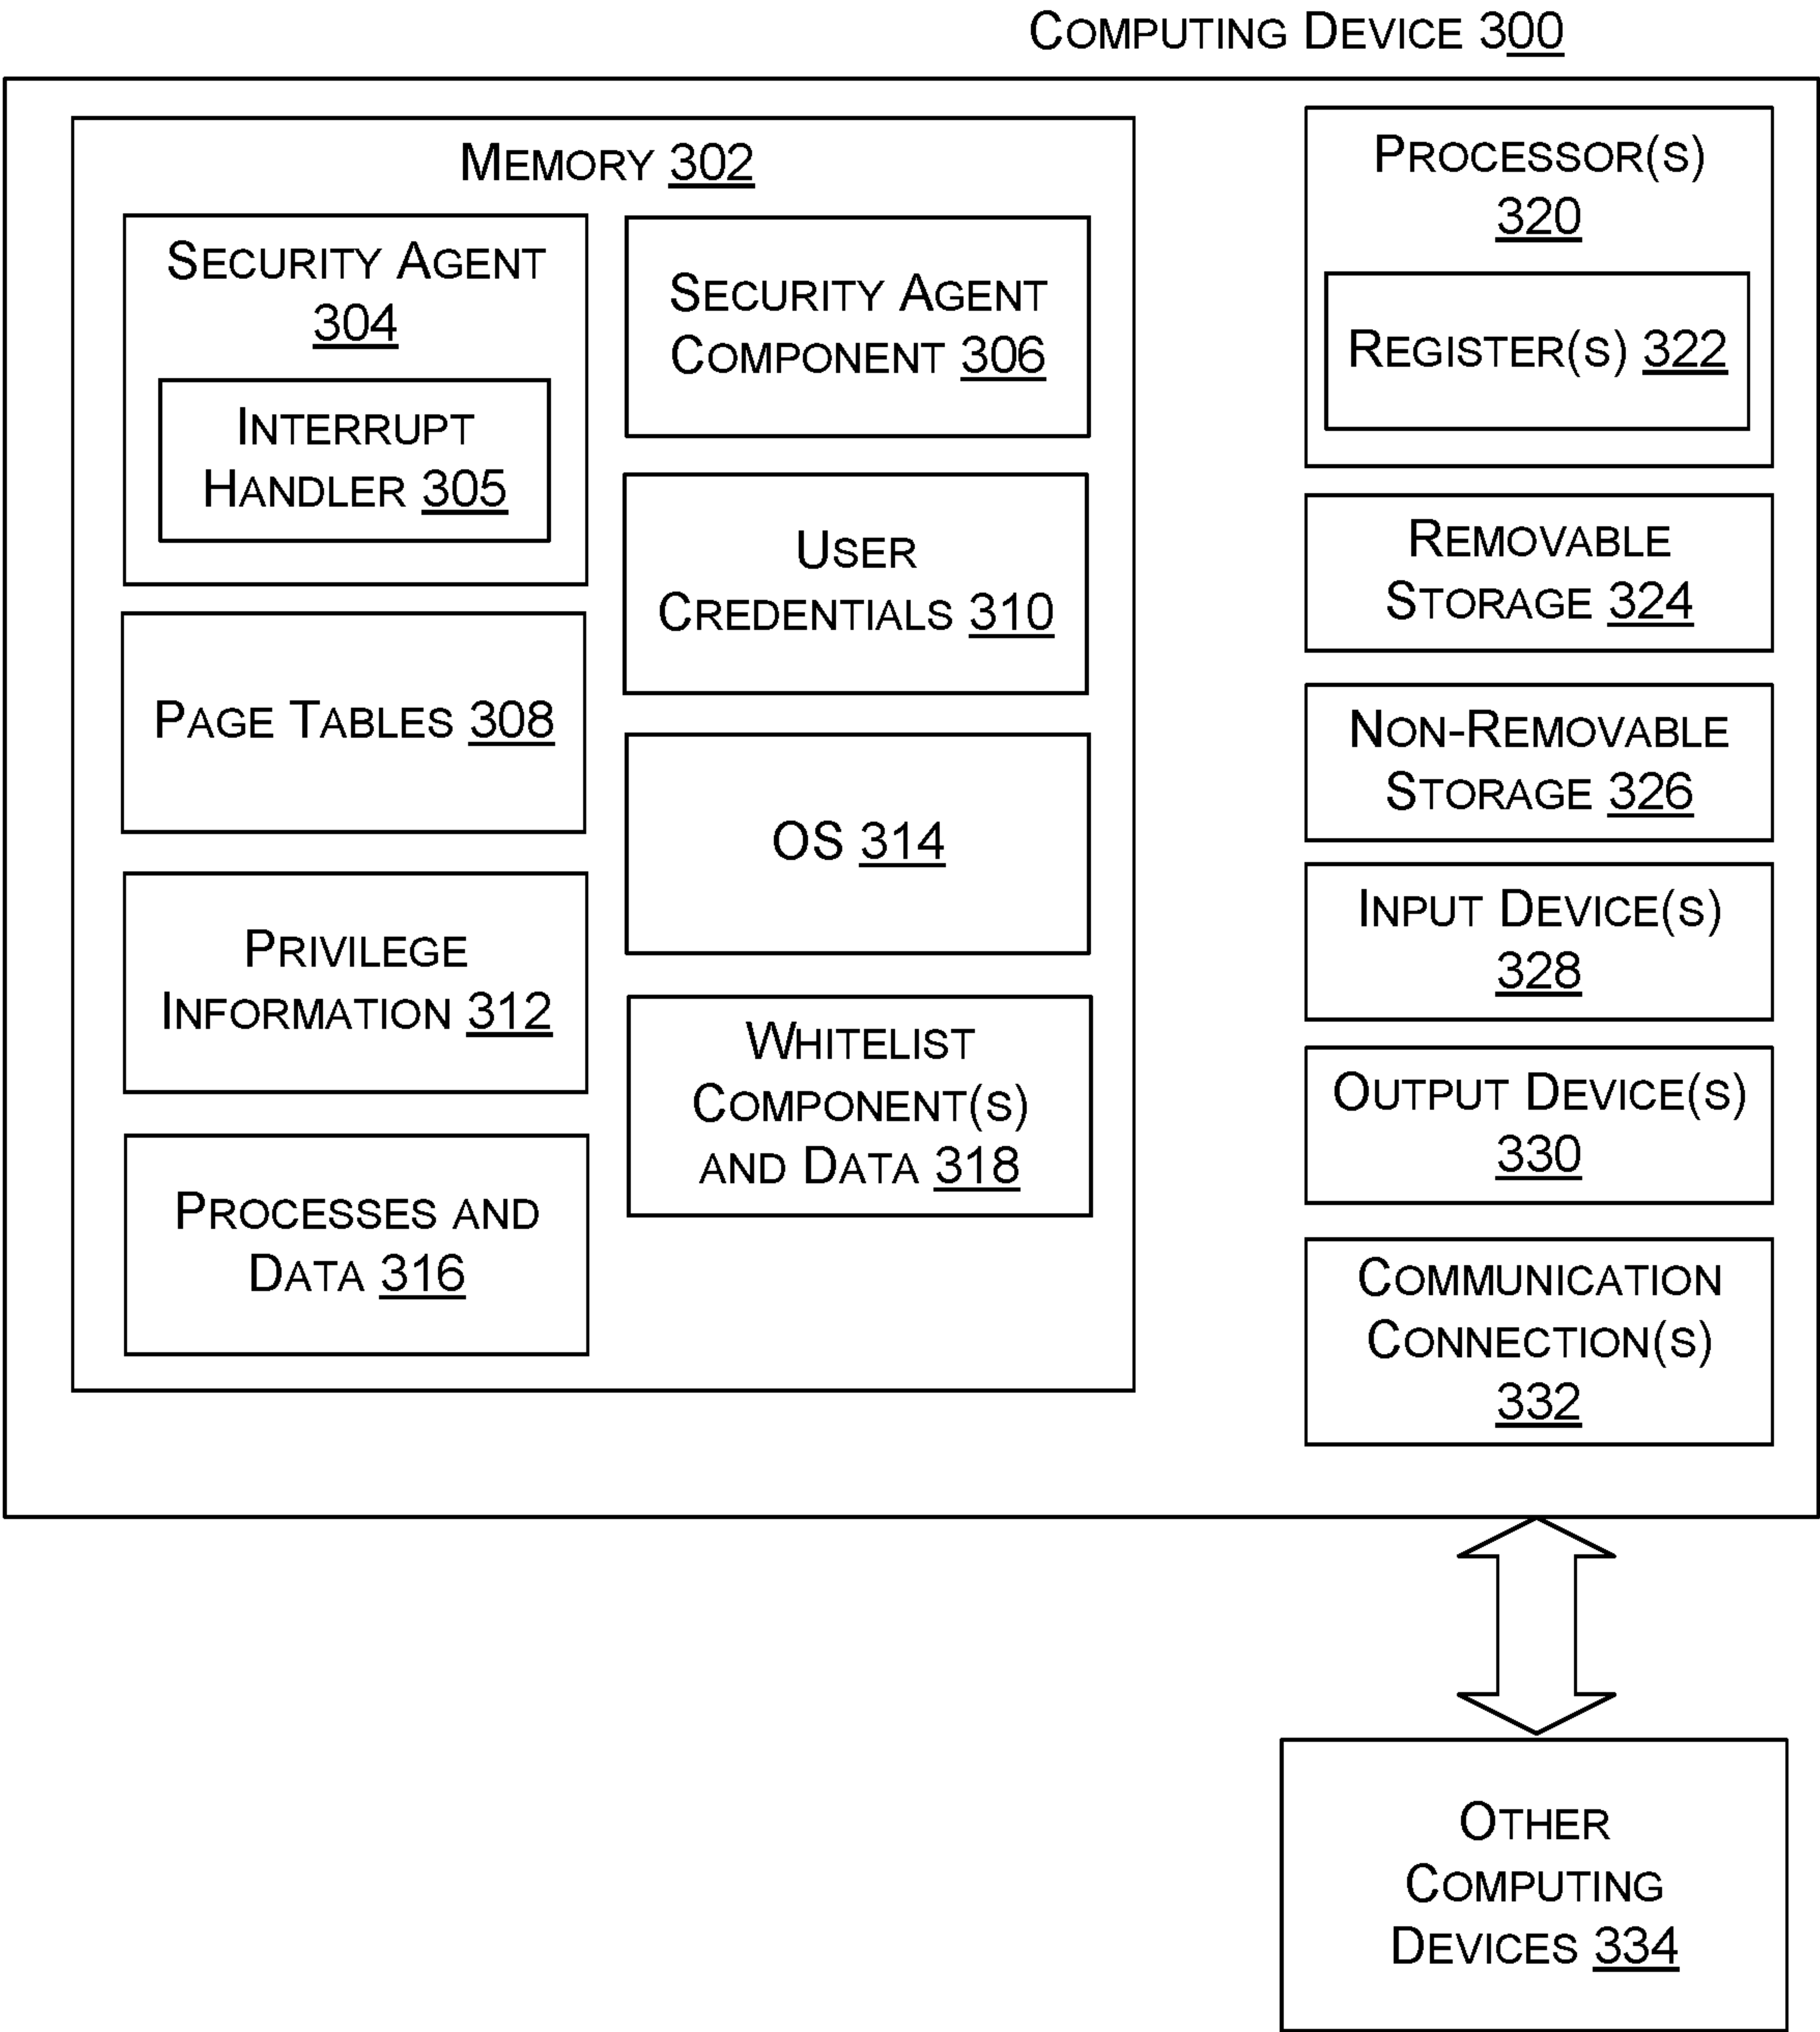 COMPUTING DEVICE 300
MEMORY 302
SECURITY AGENT
304
INTERRUPT
HANDLER 305
SECURITY AGENT
COMPONENT 306
PAGE TABLES 308
USER
CREDENTIALS 310
PRIVILEGE
INFORMATION 312
OS 314
PROCESSES AND
DATA 316
WHITELIST
COMPONENT(S)
AND DATA 318
PROCESSOR(S)
320
REGISTER(S) 322
REMOVABLE
STORAGE 324
NON-REMOVABLE
STORAGE 326
INPUT DEVICE(S)
328
OUTPUT DEVICE(S)
330
COMMUNICATION
CONNECTION(S)
332
OTHER
COMPUTING
DEVICES 334